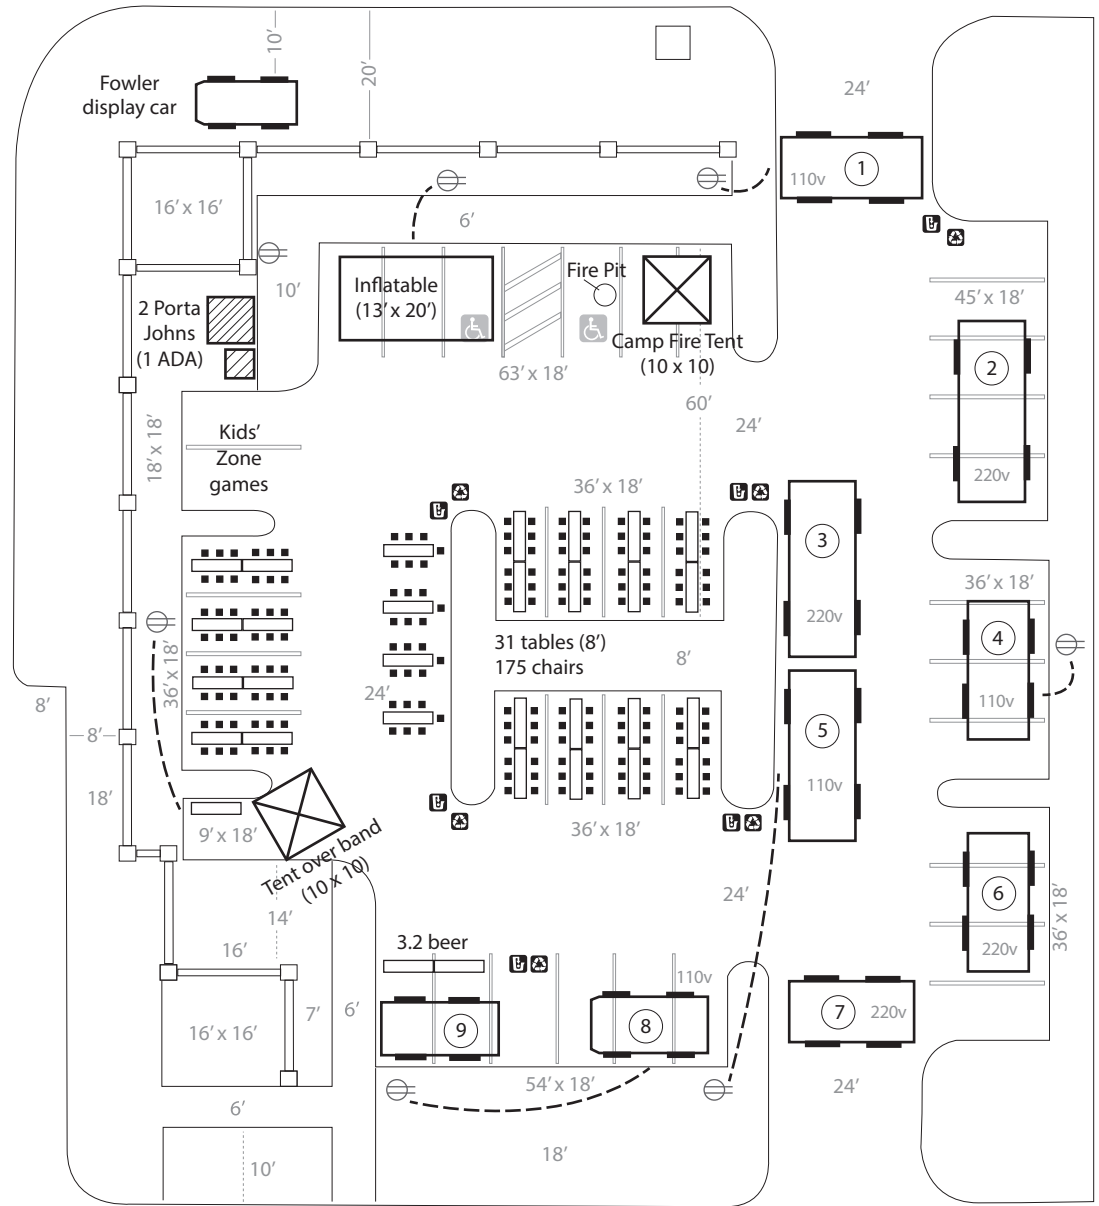 10’
20’
Fowler
display car
24’
110v
1
16’ x 16’
6’
10’
Inflatable
(13’ x 20’)
Fire Pit
Camp Fire Tent
(10 x 10)
2 Porta
Johns
(1 ADA)
63’ x 18’
60’
24’
45’ x 18’
2
220v
18’ x 18’
Kids’
Zone
games
36’ x 18’
3
220v
36’ x 18’
4
110v
31 tables (8’)
175 chairs
8’
36’ x 18’
24’
8’
8’
18’
5
110v
9’ x 18’
Tent over band
(10 x 10)
36’ x 18’
24’
6
220v
36’ x 18’
14’
16’
3.2 beer
110v
16’ x 16’
7’
6’
9
8
7
220v
54’ x 18’
24’
6’
10’
18’